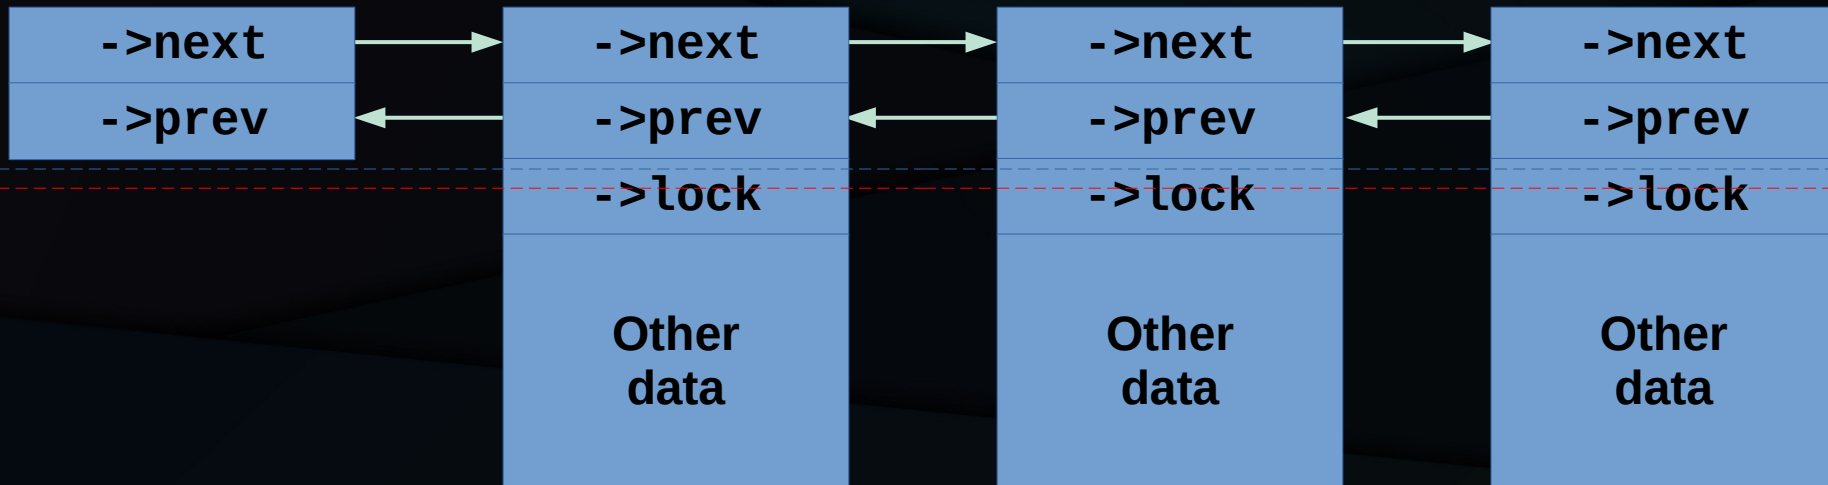 ->next
->prev
->next
->prev
->lock
Other
data
->next
->prev
->lock
Other
data
->next
->prev
->lock
Other
data